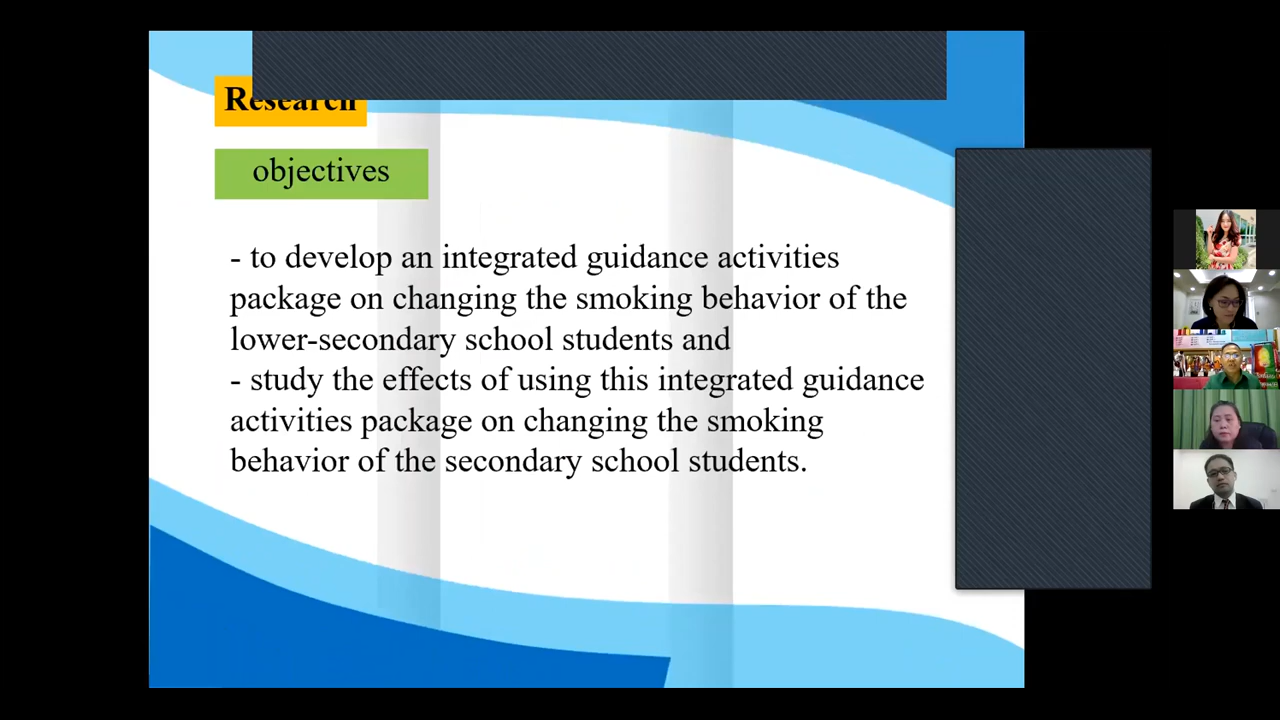 Research
objectives
- to develop an integrated guidance activities
package on changing the smoking behavior of the
lower-secondary school students and
- study the effects of using this integrated guidance
activities package on changing the smoking
behavior of the secondary school students.